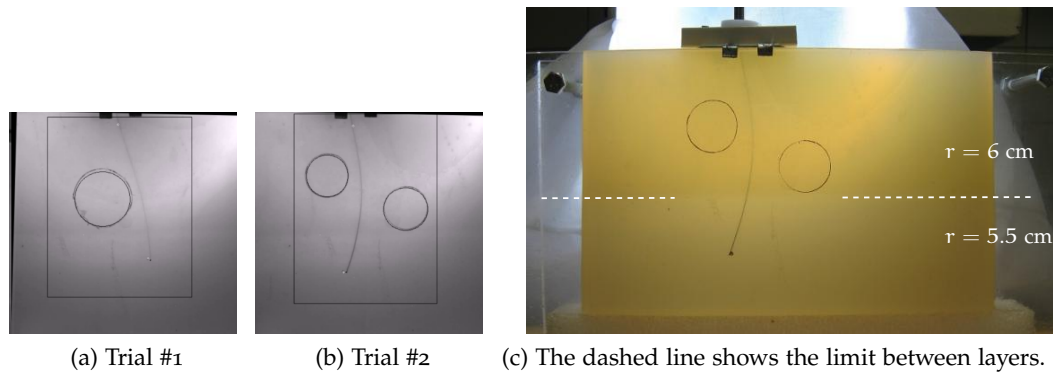 r = 6 cm
r = 5.5 cm
(a) Trial #1
(b) Trial #2
(c) The dashed line shows the limit between layers.